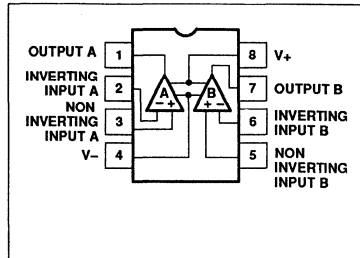 OUTPUT A
1
INVERTING
INPUT A
2
NON
INVERTING
INPUT A
3
V–
4
8
V+
7
OUTPUT B
6
INVERTING
INPUT B
5
NON
INVERTING
INPUT B
A
– +
B
+ –